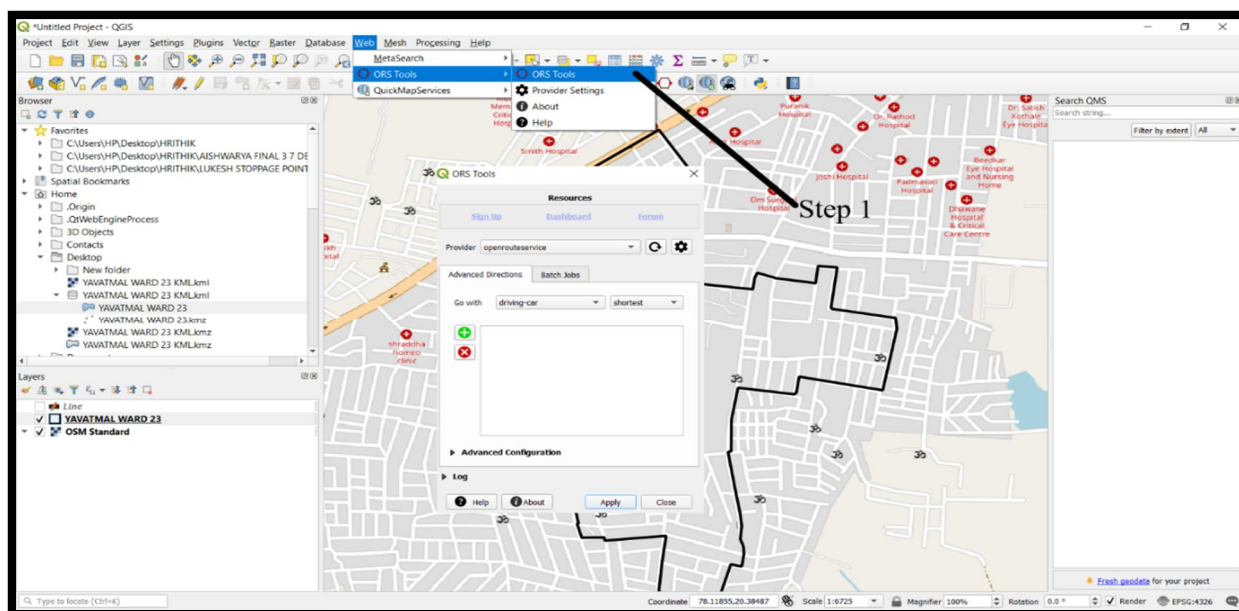 *Untitled Project - QGIS
Project Edit View Layer Settings Plugins Vector Raster Database Web Mesh Processing Help
MetaSearch
ORS Tools
QuickMapServices
ORS Tools
Provider Settings
About
Help
Browser
Favorites
C:\Users\HP\Desktop\HRITHIK
C:\Users\HP\Desktop\HRITHIK\AISHWARYA FINAL 3 7 DE
C:\Users\HP\Desktop\HRITHIK\LUKESH STOPPAGE POINT
Spatial Bookmarks
Home
.Origin
.QtWebEngineProcess
3D Objects
Contacts
Desktop
New folder
YAVATMAL WARD 23 KML.kml
YAVATMAL WARD 23 KML.kml
YAVATMAL WARD 23
YAVATMAL WARD 23.kmz
YAVATMAL WARD 23 KML.kmz
YAVATMAL WARD 23 KML.kmz
Layers
Line
YAVATMAL WARD 23
OSM Standard
Smith Hospital
Puranik
Hospital
Dr. Rathod
Hospital
Dr. Satish
Kothale
Eye Hospita
Joshi Hospital
Padmavati
Hospital
Beedkar
Eye Hospital
and Nursing
Home
Om Surg
Hospital
Dhawane
Hospital
& Critical
Care Centre
shraddha
homeo
clinic
Step 1
ORS Tools
Resources
Sign Up Dashboard Forum
Provider openrouteservice
Advanced Directions Batch Jobs
Go with driving-car shortest
Advanced Configuration
Log
Help About Apply Close
Search QMS
Search string...
Filter by extent All
Fresh geodata for your project
Type to locate (Ctrl+K) Coordinate 78.11855,20.38487 Scale 1:6725 Magnifier 100% Rotation 0.0 ° Render EPSG:4326